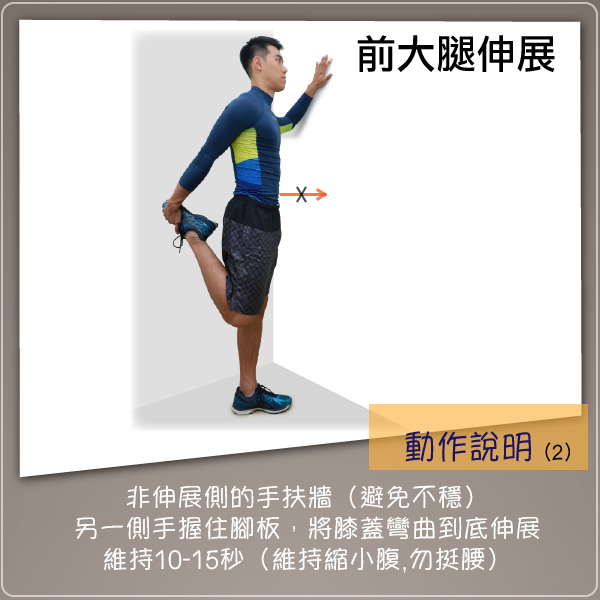 前大腿伸展
X
動作說明（2）
非伸展側的手扶牆（避免不穩）
另一側手握住腳板，將膝蓋彎曲到底伸展
維持10-15秒（維持縮小腹,勿挺腰）